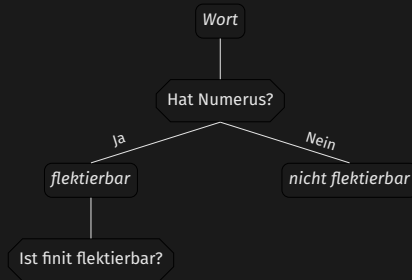 Wort
Hat Numerus?
Ja
Nein
flektierbar
nicht flektierbar
Ist finit flektierbar?